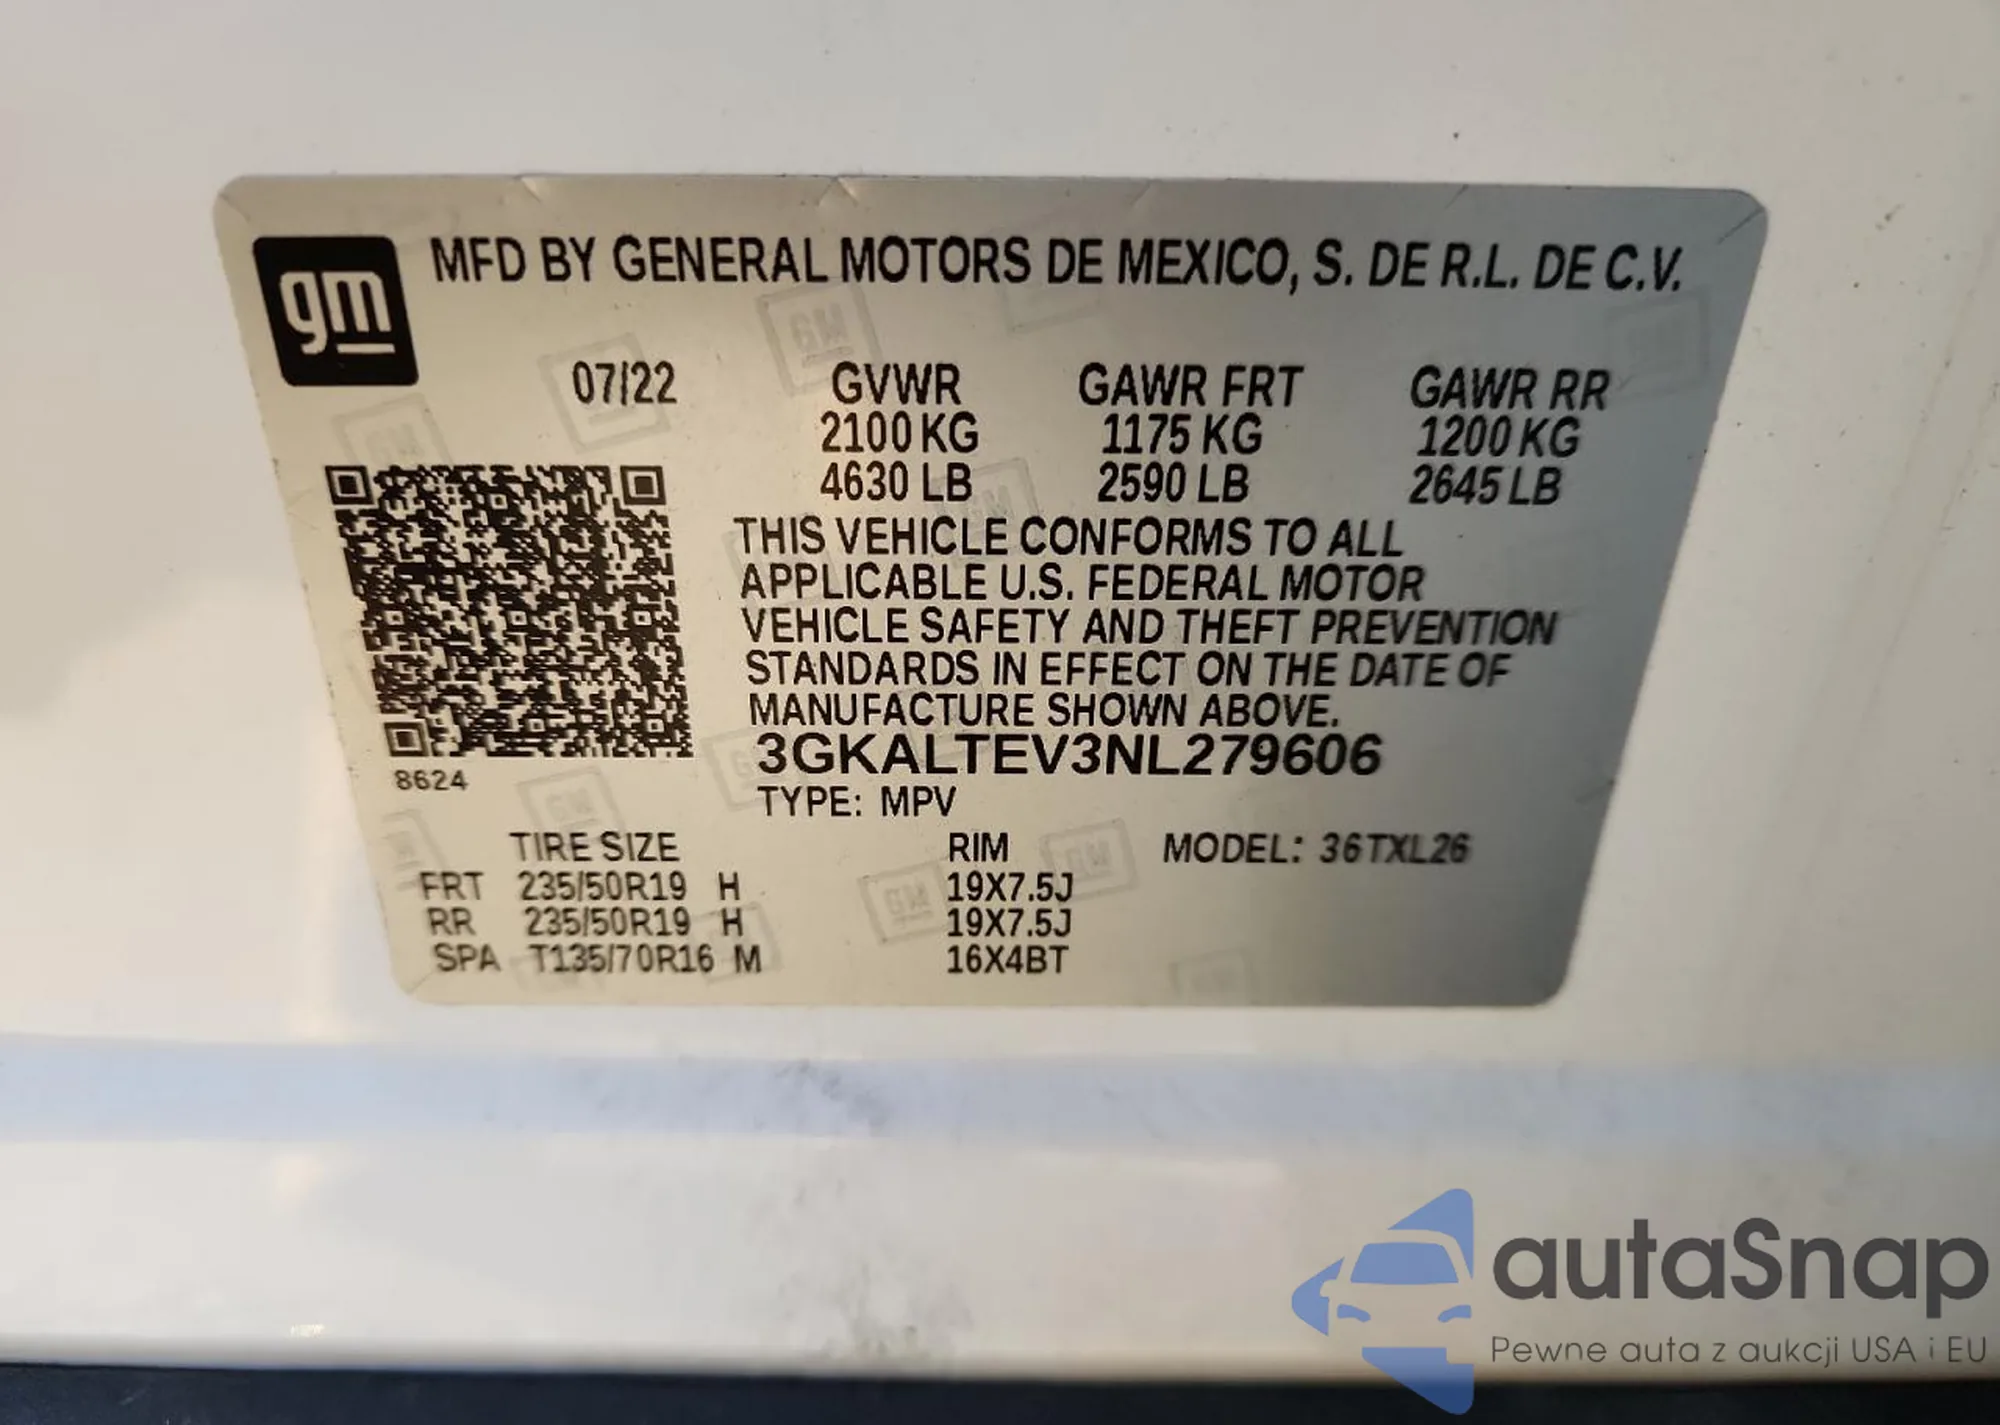 gm
MFD BY GENERAL MOTORS DE MEXICO, S. DE R.L. DE C.V.
07/22 GVWR GAWR FRT GAWR RR
2100 KG 1175 KG 1200 KG
4630 LB 2590 LB 2645 LB
THIS VEHICLE CONFORMS TO ALL
APPLICABLE U.S. FEDERAL MOTOR
VEHICLE SAFETY AND THEFT PREVENTION
STANDARDS IN EFFECT ON THE DATE OF
MANUFACTURE SHOWN ABOVE.
3GKALTEV3NL279606
8624
TYPE: MPV
TIRE SIZE RIM MODEL: 36TXL26
FRT 235/50R19 H 19X7.5J
RR 235/50R19 H 19X7.5J
SPA T135/70R16 M 16X4BT
autaSnap
Pewne auta z aukcji USA i EU